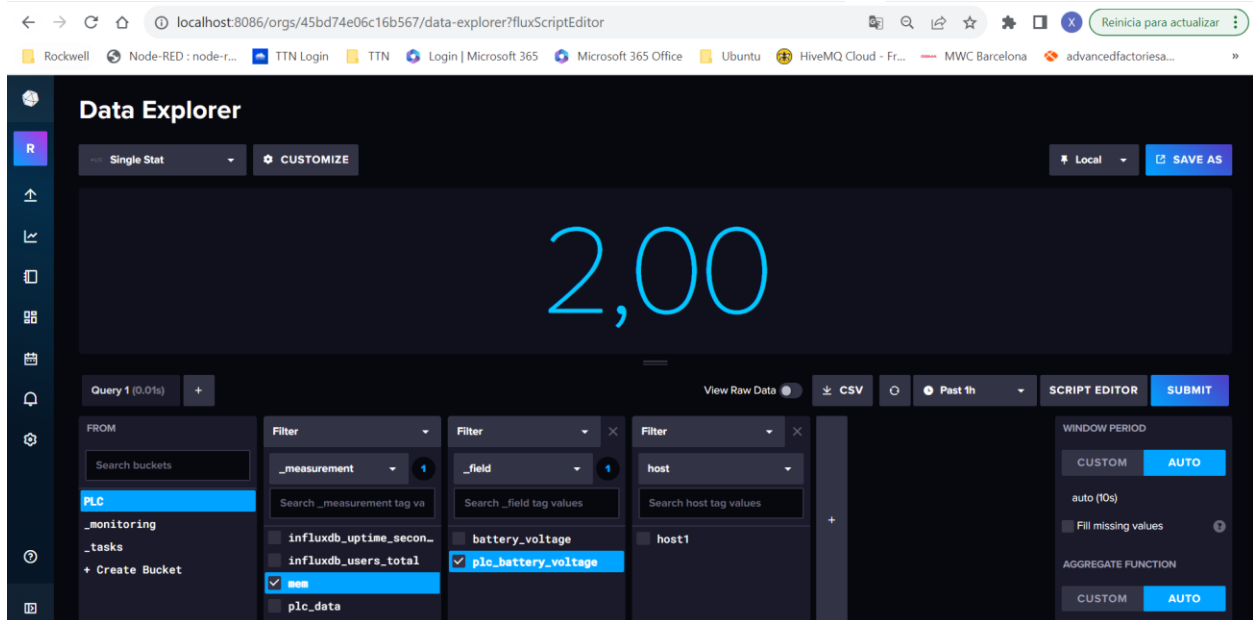 localhost:8086/orgs/45bd74e06c16b567/data-explorer?fluxScriptEditor
X
Reinicia para actualizar
Rockwell
Node-RED : node-r...
TTN Login
TTN
Login | Microsoft 365
Microsoft 365 Office
Ubuntu
HiveMQ Cloud - Fr...
MWC Barcelona
advancedfactoriesa...
»
Data Explorer
R
Single Stat
CUSTOMIZE
Local
SAVE AS
2,00
Query 1 (0.01s)
+
View Raw Data
CSV
Past 1h
SCRIPT EDITOR
SUBMIT
FROM
Search buckets
PLC
_monitoring
_tasks
+ Create Bucket
Filter
_measurement
1
Search _measurement tag va
influxdb_uptime_secon…
influxdb_users_total
mem
plc_data
Filter
_field
1
Search _field tag values
battery_voltage
plc_battery_voltage
Filter
host
Search host tag values
host1
+
WINDOW PERIOD
CUSTOM
AUTO
auto (10s)
Fill missing values
?
AGGREGATE FUNCTION
CUSTOM
AUTO